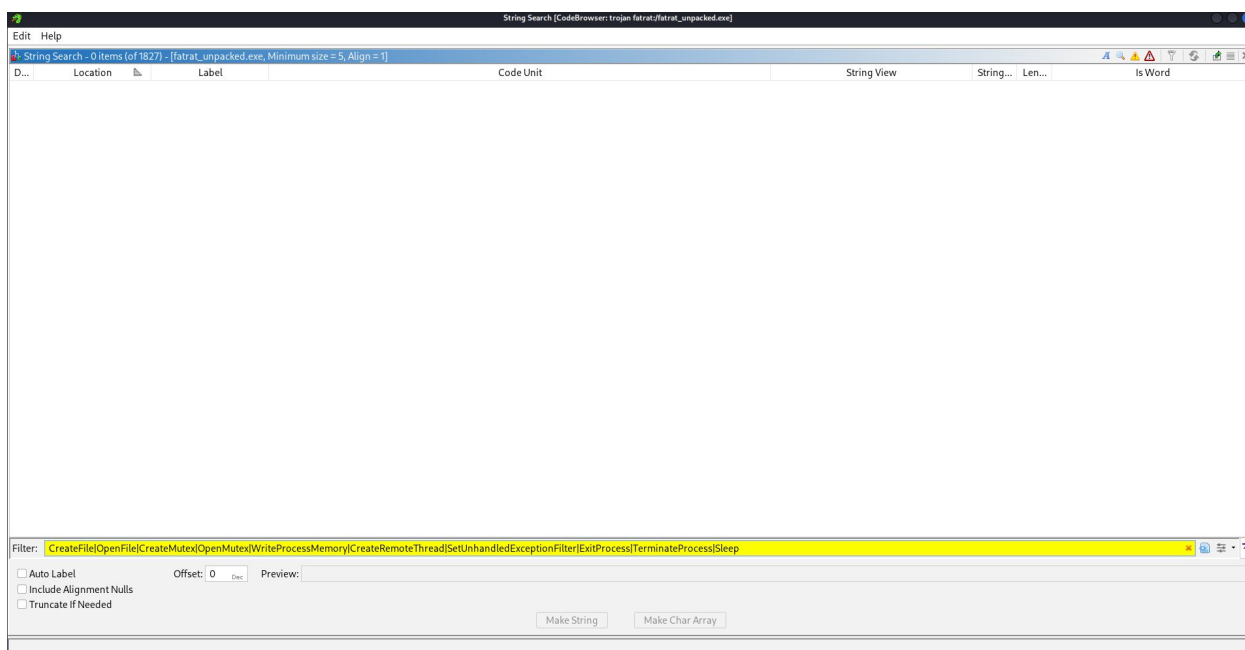 String Search [CodeBrowser: trojan fatrat:/fatrat_unpacked.exe]
Edit Help
String Search - 0 items (of 1827) - [fatrat_unpacked.exe, Minimum size = 5, Align = 1]
D... Location Label Code Unit String View String... Len... Is Word
Filter: CreateFile|OpenFile|CreateMutex|OpenMutex|WriteProcessMemory|CreateRemoteThread|SetUnhandledExceptionFilter|ExitProcess|TerminateProcess|Sleep
Auto Label Offset: 0 Dec Preview:
Include Alignment Nulls
Truncate If Needed
Make String Make Char Array